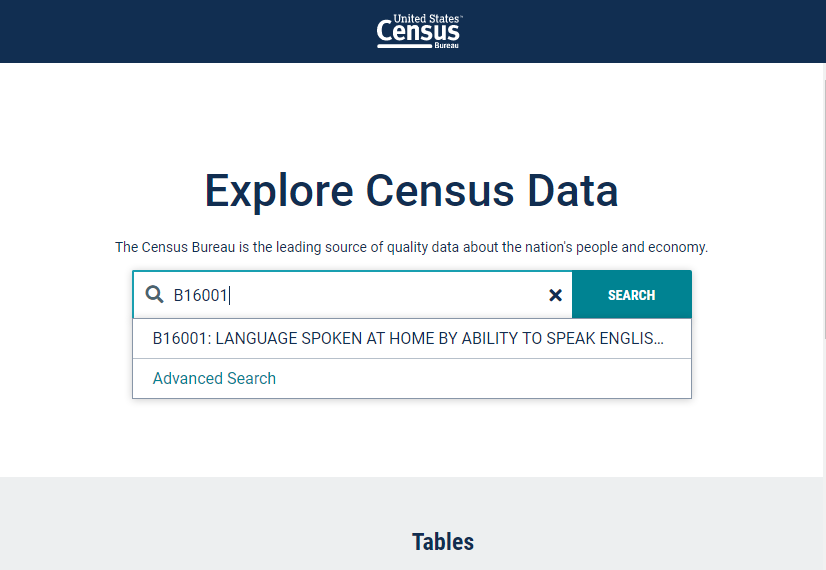 United States™
Census
Bureau
Explore Census Data
The Census Bureau is the leading source of quality data about the nation's people and economy.
B16001
SEARCH
B16001: LANGUAGE SPOKEN AT HOME BY ABILITY TO SPEAK ENGLIS...
Advanced Search
Tables